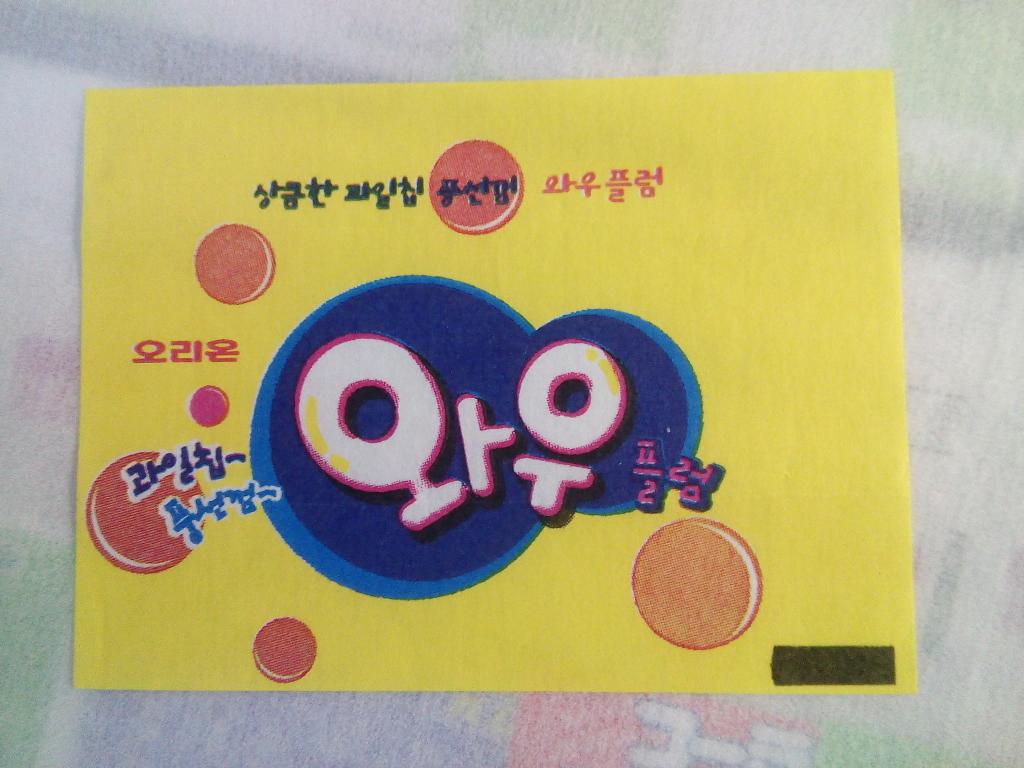 상큼한 과일칩 풍선껌 와우플럼
오리온
와우
플럼
과일칩~
풍선껌~